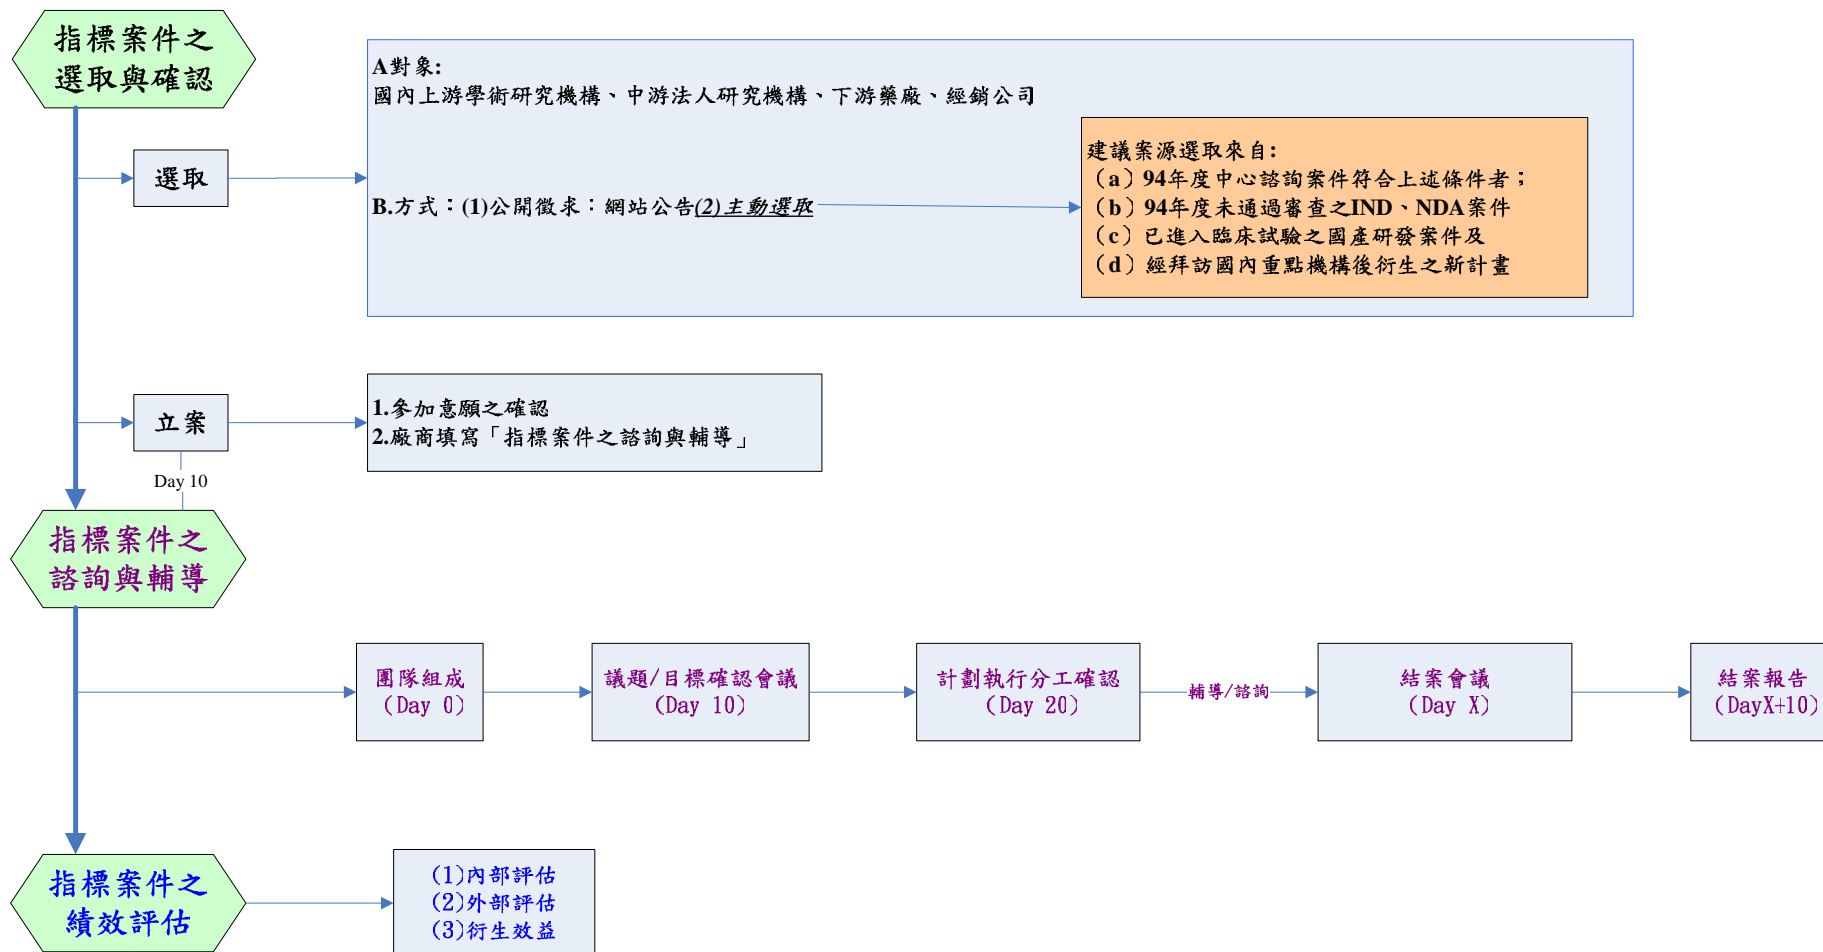 指標案件之
選取與確認
A對象:
國內上游學術研究機構、中游法人研究機構、下游藥廠、經銷公司
選取
B.方式：(1)公開徵求：網站公告(2)主動選取
建議案源選取來自:
（a）94年度中心諮詢案件符合上述條件者；
（b）94年度未通過審查之IND、NDA案件
（c）已進入臨床試驗之國產研發案件及
（d）經拜訪國內重點機構後衍生之新計畫
立案
1.參加意願之確認
2.廠商填寫「指標案件之諮詢與輔導」
Day 10
指標案件之
諮詢與輔導
團隊組成
(Day 0)
議題/目標確認會議
(Day 10)
計劃執行分工確認
(Day 20)
輔導/諮詢
結案會議
(Day X)
結案報告
(DayX+10)
指標案件之
績效評估
(1)內部評估
(2)外部評估
(3)衍生效益